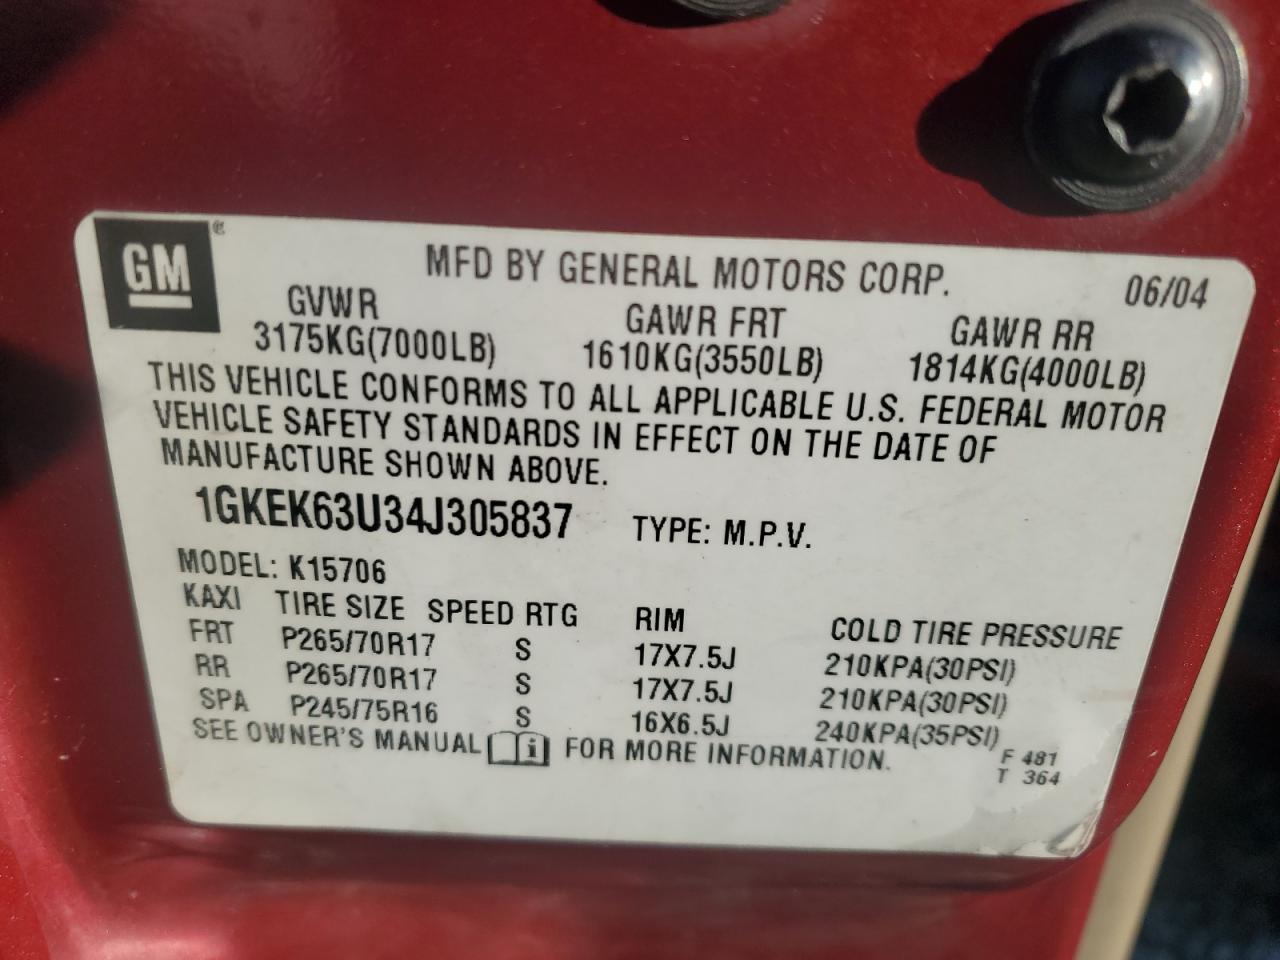 GM
MFD BY GENERAL MOTORS CORP. 06/04
GVWR GAWR FRT GAWR RR
3175KG(7000LB) 1610KG(3550LB) 1814KG(4000LB)
THIS VEHICLE CONFORMS TO ALL APPLICABLE U.S. FEDERAL MOTOR
VEHICLE SAFETY STANDARDS IN EFFECT ON THE DATE OF
MANUFACTURE SHOWN ABOVE.
1GKEK63U34J305837 TYPE: M.P.V.
MODEL: K15706
KAXI TIRE SIZE SPEED RTG RIM COLD TIRE PRESSURE
FRT P265/70R17 S 17X7.5J 210KPA(30PSI)
RR P265/70R17 S 17X7.5J 210KPA(30PSI)
SPA P245/75R16 S 16X6.5J 240KPA(35PSI)
SEE OWNER'S MANUAL i FOR MORE INFORMATION.
F 481
T 364